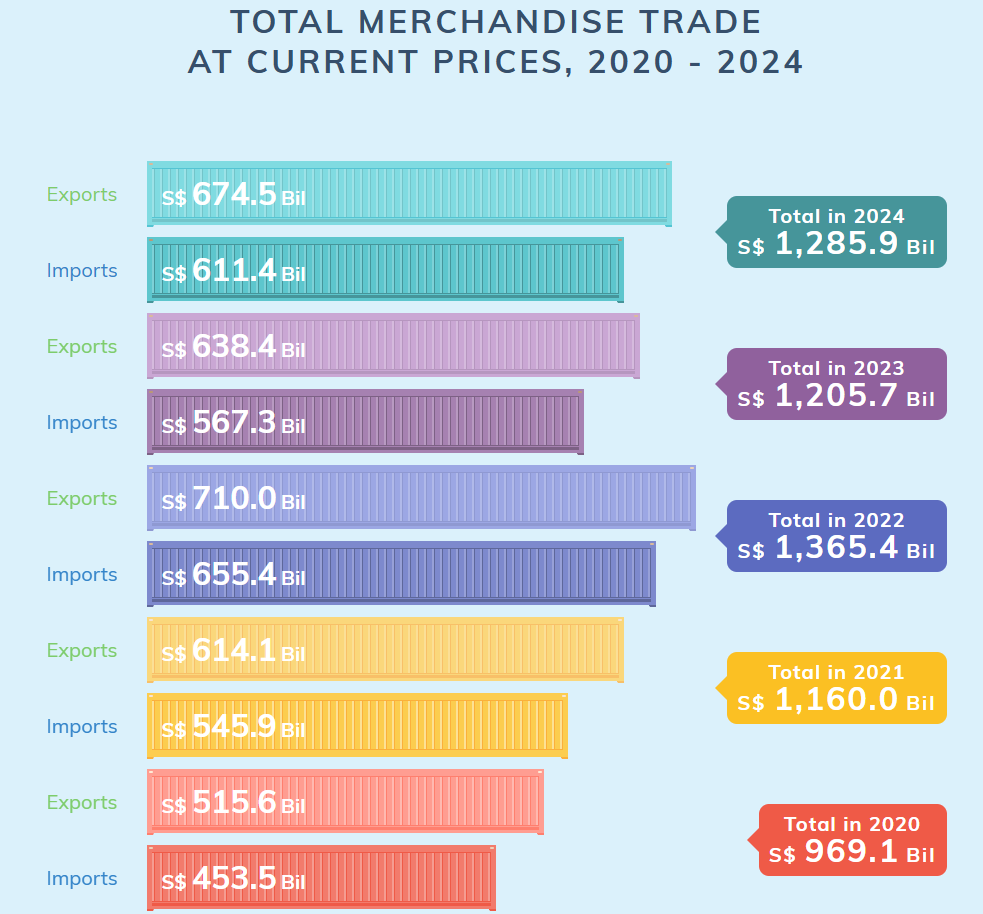 TOTAL MERCHANDISE TRADE
AT CURRENT PRICES, 2020 - 2024
Exports
S$ 674.5 Bil
Total in 2024
S$ 1,285.9 Bil
Imports
S$ 611.4 Bil
Exports
S$ 638.4 Bil
Total in 2023
S$ 1,205.7 Bil
Imports
S$ 567.3 Bil
Exports
S$ 710.0 Bil
Total in 2022
S$ 1,365.4 Bil
Imports
S$ 655.4 Bil
Exports
S$ 614.1 Bil
Total in 2021
S$ 1,160.0 Bil
Imports
S$ 545.9 Bil
Exports
S$ 515.6 Bil
Total in 2020
S$ 969.1 Bil
Imports
S$ 453.5 Bil